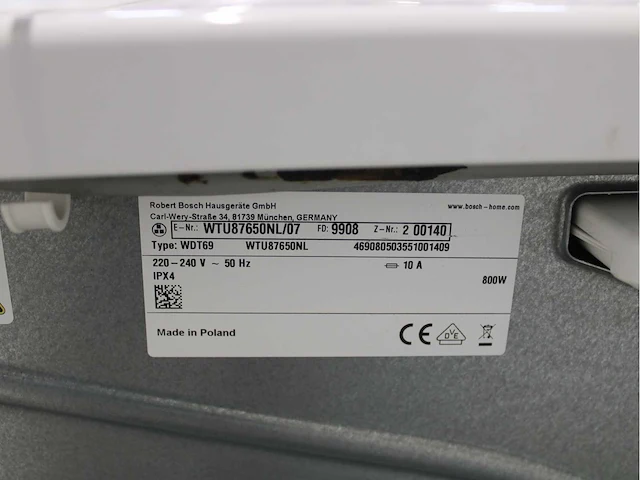 Robert Bosch Hausgeräte GmbH www.bosch-home.com
Carl-Wery-Straße 34, 81739 München, GERMANY
E-Nr.: WTU87650NL/07 FD: 9908 Z-Nr.: 2 00140
Type: WDT69 WTU87650NL 469080503551001409
220-240 V ~ 50 Hz 10 A
IPX4 800W
Made in Poland CE VDE